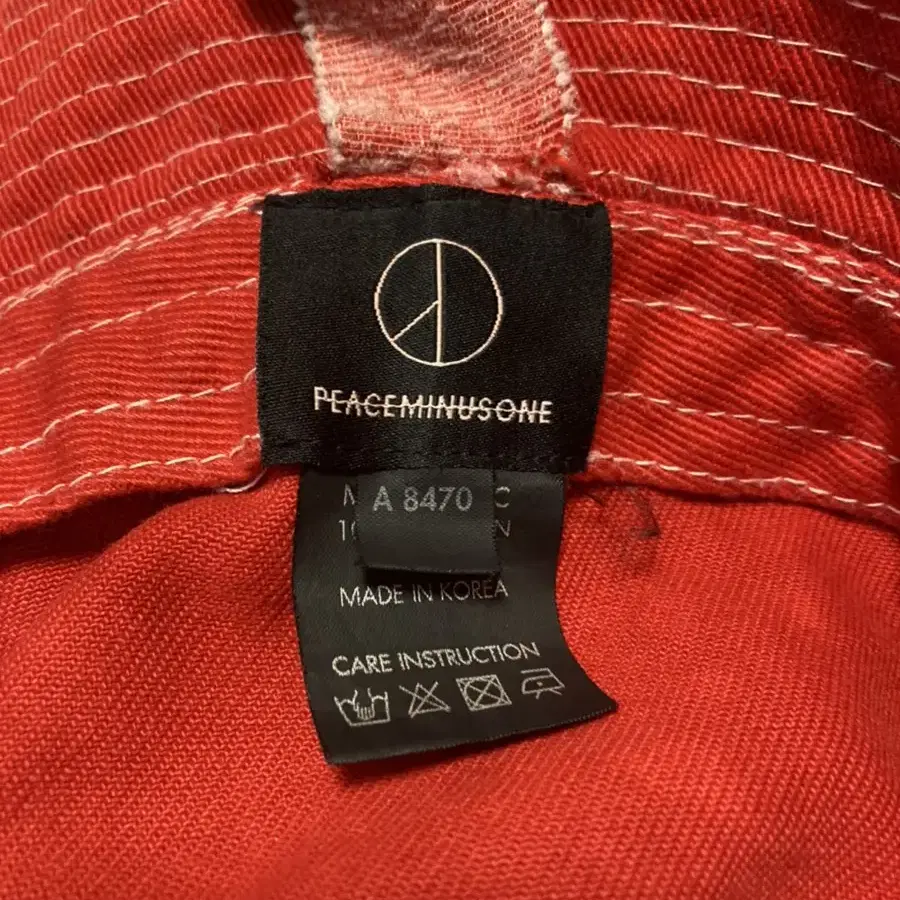 PEACEMINUSONE
A 8470
MADE IN KOREA
CARE INSTRUCTION